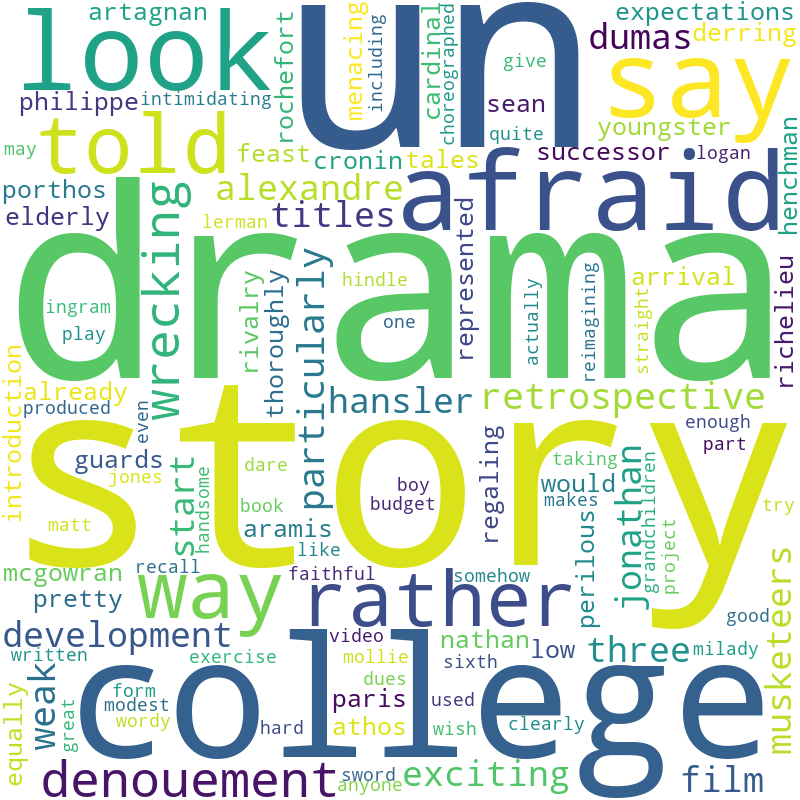 artagnan
look
un
expectations
dumas
derring
say
philippe
intimidating
rochefort
menacing
including
cardinal
choreographed
give
sean
quite
youngster
told
may
feast
cronin
tales
successor
logan
henchman
afraid
porthos
elderly
alexandre
titles
lerman
represented
drama
wrecking
rivalry
thoroughly
particularly
hindle
ingram
play
one
actually
reimagining
straight
arrival
richelieu
story
introduction
already
produced
even
hansler
retrospective
enough
part
guards
jones
start
handsome
dare
book
matt
boy
budget
regaling
taking
would
makes
jonathan
grandchildren
project
try
aramis
like
mcgowran
recall
faithful
somehow
perilous
pretty
way
rather
good
musketeers
development
written
exercise
video
mollie
nathan
sixth
low
three
milady
college
equally
great
weak
form
modest
wordy
dues
paris
athos
hard
used
wish
clearly
denouement
sword
anyone
exciting
film